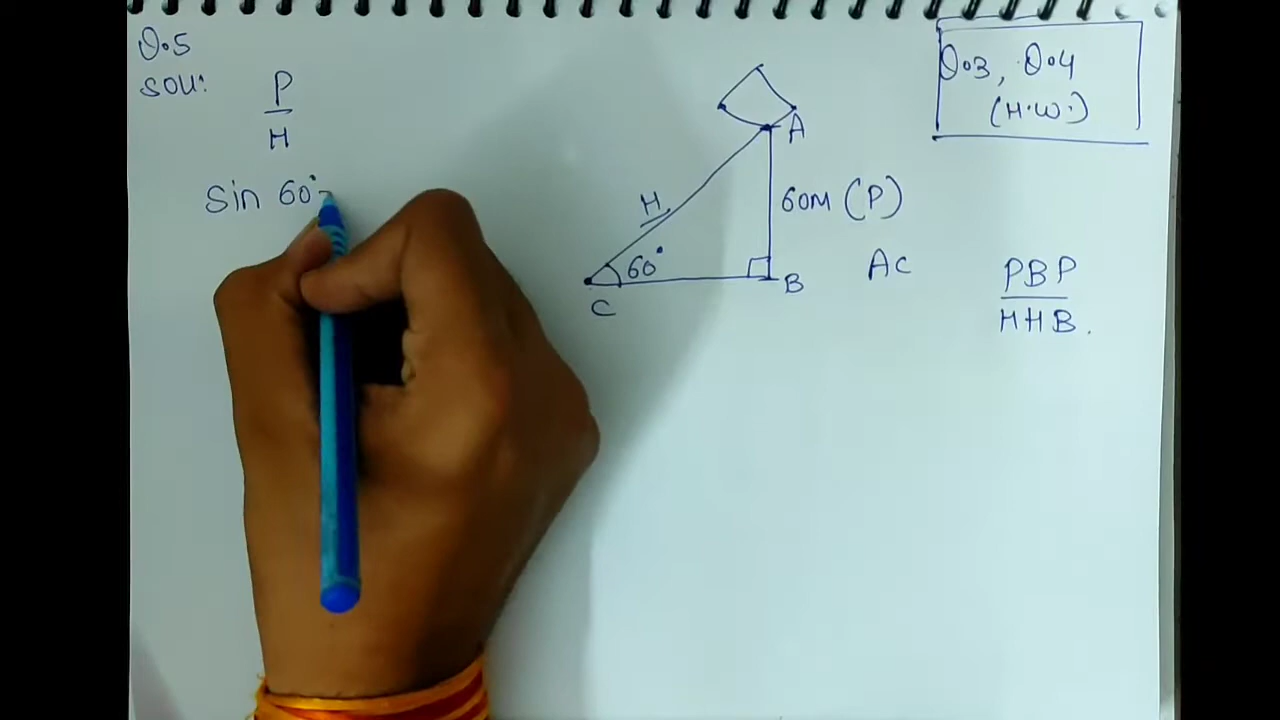 Q.5
Sol:
P
H
Sin 60° =
A
H
60M (P)
60°
B
C
AC
PBP
HHB.
Q.3, Q.4
(H.W.)